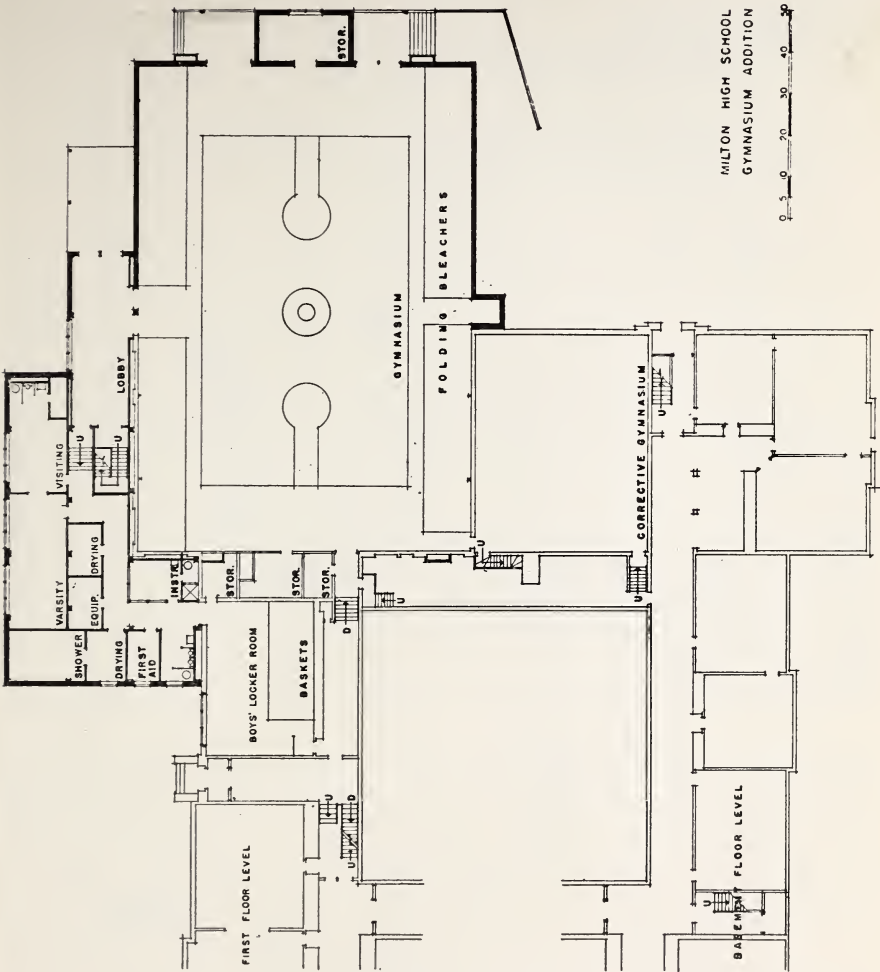 MILTON HIGH SCHOOL
GYMNASIUM ADDITION
0 5 10 20 30 40 50
STOR.
GYMNASIUM
FOLDING BLEACHERS
LOBBY
U
U
VISITING
VARSITY
DRYING
EQUIP.
INSTR.
SHOWER
DRYING
FIRST
AID
STOR.
STOR.
STOR.
BOYS' LOCKER ROOM
BASKETS
D
U
U
U
CORRECTIVE GYMNASIUM
U
U
D
U
FIRST FLOOR LEVEL
U
BASEMENT FLOOR LEVEL